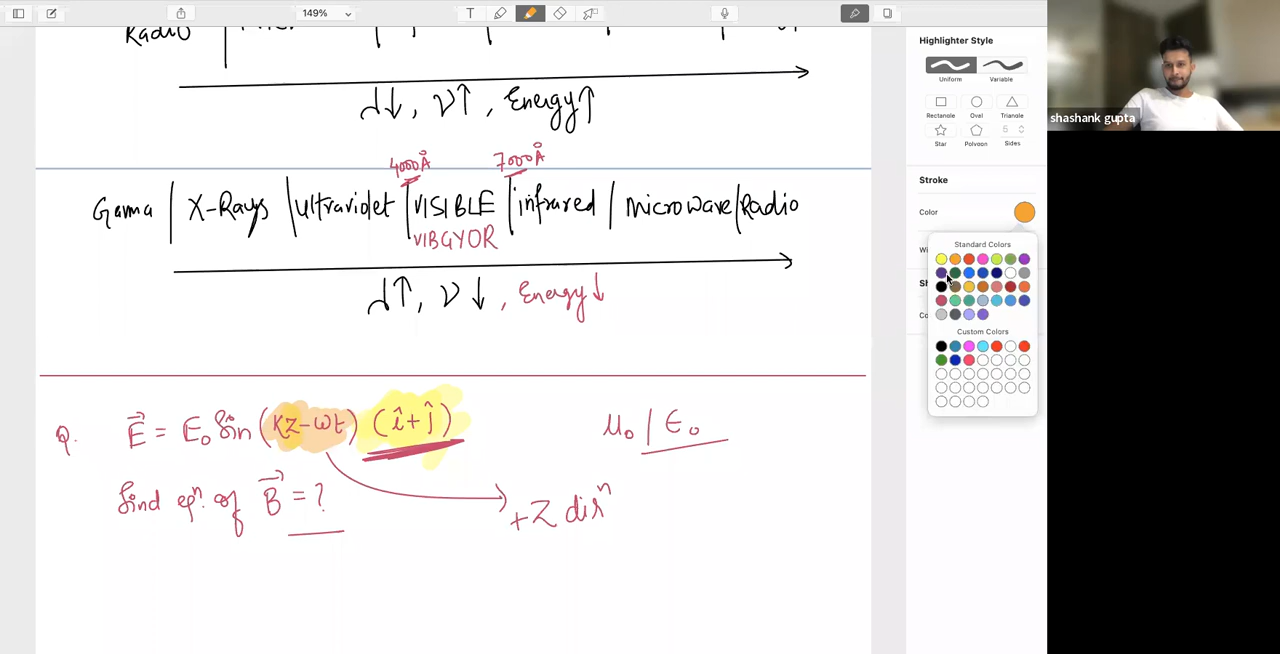 149%
T
Highlighter Style
Uniform
Variable
Rectangle
Oval
Triangle
5
Star
Polygon
Sides
Stroke
Color
Standard Colors
Custom Colors
shashank gupta
Radio
λ↓, ν↑, Energy↑
4000Å 7000Å
Gama | X-Rays | ultraviolet | VISIBLE | infrared | microwave | Radio
VIBGYOR
λ↑, ν↓, Energy↓
Q. E⃗ = E₀ Sin (Kz-ωt) (î+ĵ) μ₀ | ε₀
find eqⁿ. of B⃗ = ?
+Z dirⁿ